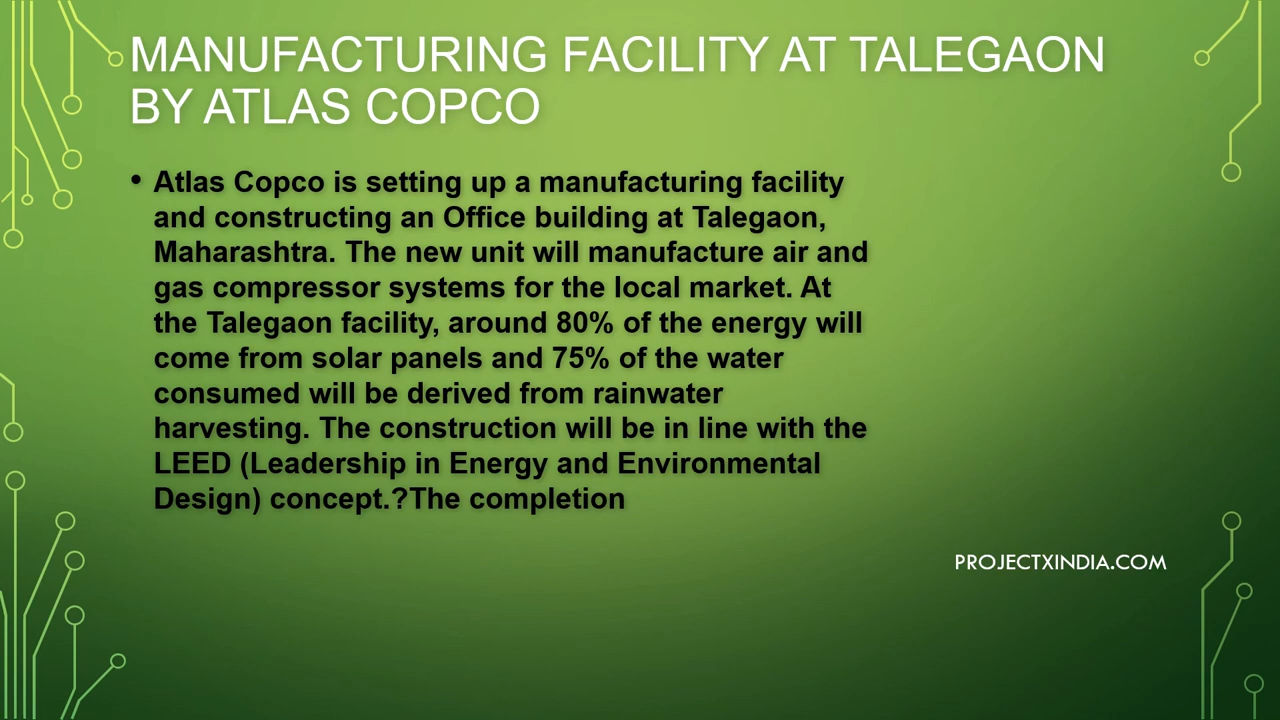 MANUFACTURING FACILITY AT TALEGAON
BY ATLAS COPCO
• Atlas Copco is setting up a manufacturing facility
and constructing an Office building at Talegaon,
Maharashtra. The new unit will manufacture air and
gas compressor systems for the local market. At
the Talegaon facility, around 80% of the energy will
come from solar panels and 75% of the water
consumed will be derived from rainwater
harvesting. The construction will be in line with the
LEED (Leadership in Energy and Environmental
Design) concept.?The completion
PROJECTXINDIA.COM